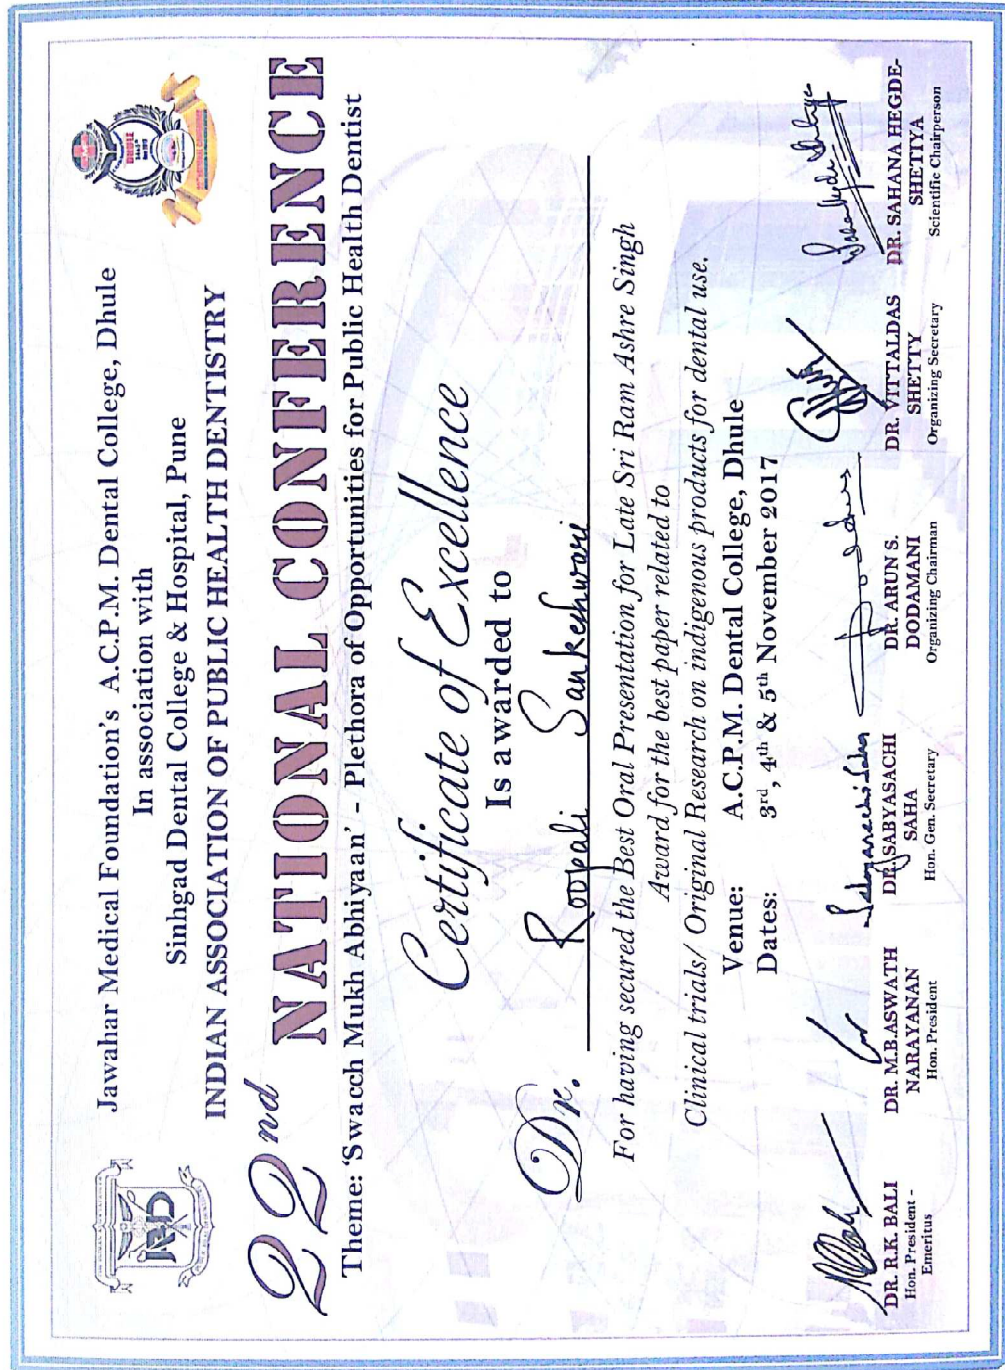 Jawahar Medical Foundation's A.C.P.M. Dental College, Dhule
In association with
Sinhgad Dental College & Hospital, Pune
INDIAN ASSOCIATION OF PUBLIC HEALTH DENTISTRY
22nd NATIONAL CONFERENCE
Theme: 'Swacch Mukh Abhiyaan' - Plethora of Opportunities for Public Health Dentist
Certificate of Excellence
Is awarded to
Dr. Roopali Sankeshwari
For having secured the Best Oral Presentation for Late Sri Ram Ashre Singh
Award for the best paper related to
Clinical trials/ Original Research on indigenous products for dental use.
Venue: A.C.P.M. Dental College, Dhule
Dates: 3rd, 4th & 5th November 2017
DR. R.K. BALI
Hon. President -
Emeritus
DR. M.B.ASWATH
NARAYANAN
Hon. President
DR. SABYASACHI
SAHA
Hon. Gen. Secretary
DR. ARUN S.
DODAMANI
Organizing Chairman
DR. VITTALDAS
SHETTY
Organizing Secretary
DR. SAHANA HEGDE-
SHETIYA
Scientific Chairperson